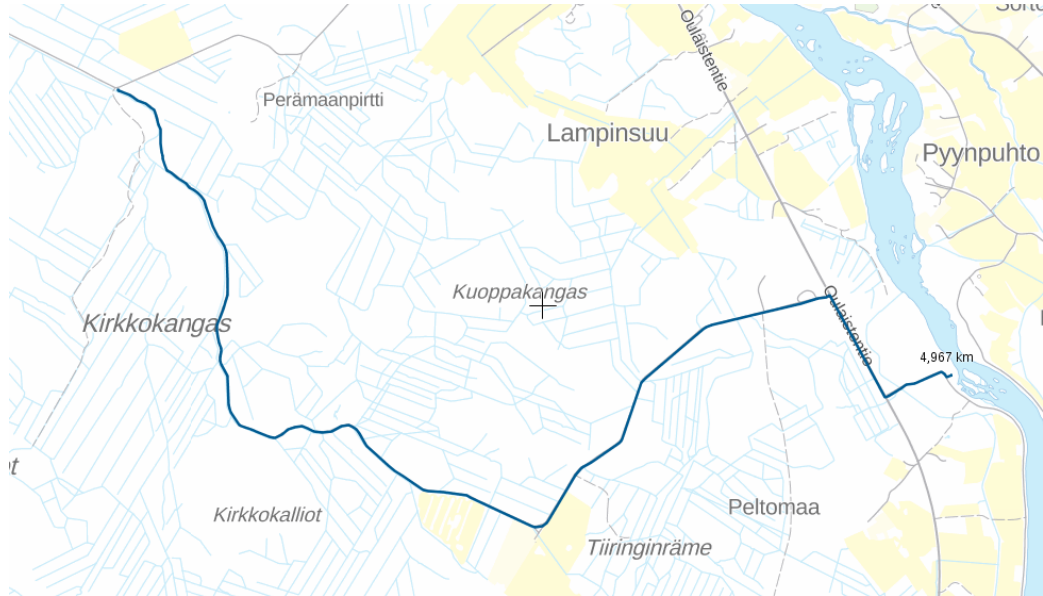 Oulaistentie
Perämaanpirtti
Lampinsuu
Pyynpuhto
Kuoppakangas
Kirkkokangas
Oulaistentie
4,967 km
Kirkkokalliot
Peltomaa
Tiiringinräme